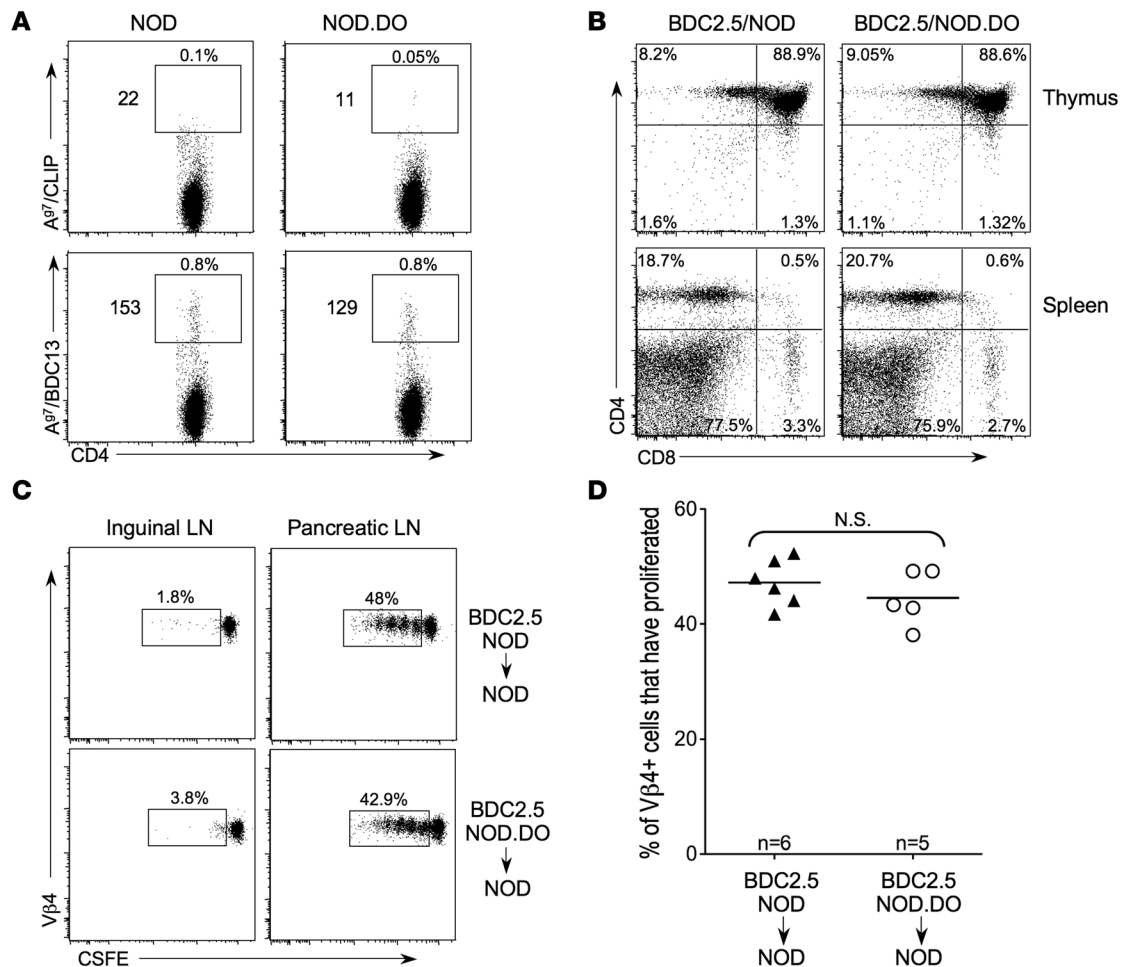 A
NOD
NOD.DO
0.1%
0.05%
22
11
Ag7/CLIP
0.8%
0.8%
153
129
Ag7/BDC13
CD4
B
BDC2.5/NOD
BDC2.5/NOD.DO
8.2%
88.9%
9.05%
88.6%
Thymus
1.6%
1.3%
1.1%
1.32%
18.7%
0.5%
20.7%
0.6%
Spleen
77.5%
3.3%
75.9%
2.7%
CD4
CD8
C
Inguinal LN
Pancreatic LN
1.8%
48%
BDC2.5
NOD
NOD
3.8%
42.9%
BDC2.5
NOD.DO
NOD
Vβ4
CSFE
D
% of Vβ4+ cells that have proliferated
60
40
20
0
N.S.
n=6
n=5
BDC2.5
NOD
NOD
BDC2.5
NOD.DO
NOD